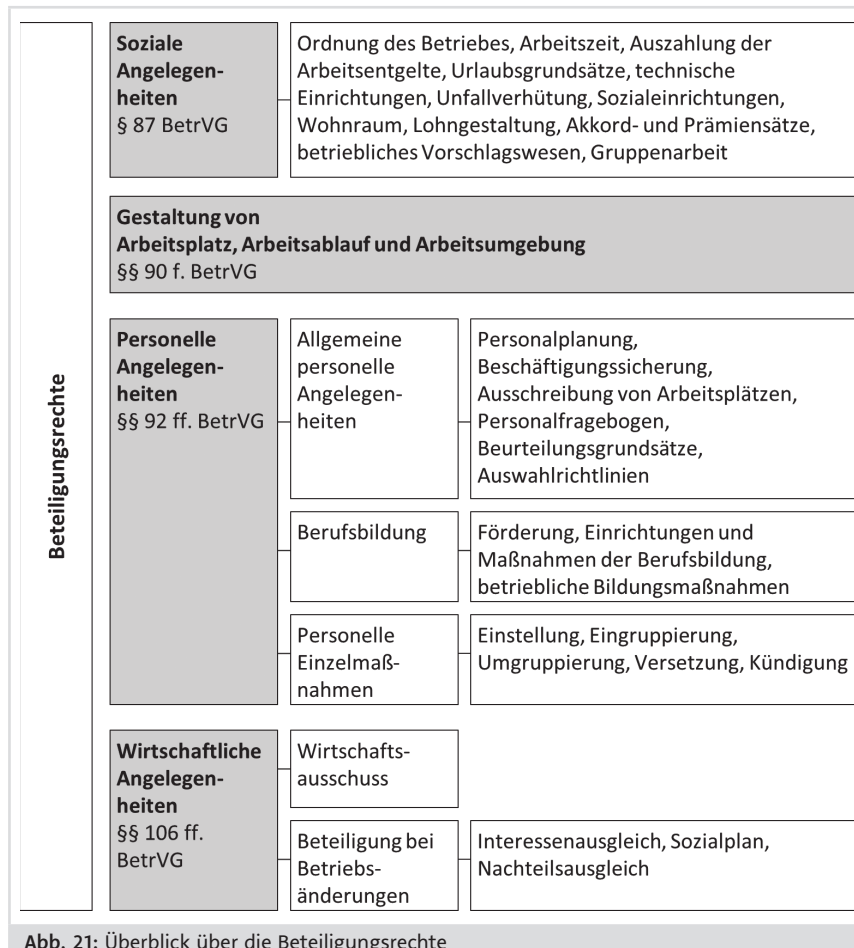 Beteiligungsrechte
Soziale
Angelegen-
heiten
§ 87 BetrVG
Ordnung des Betriebes, Arbeitszeit, Auszahlung der
Arbeitsentgelte, Urlaubsgrundsätze, technische
Einrichtungen, Unfallverhütung, Sozialeinrichtungen,
Wohnraum, Lohngestaltung, Akkord- und Prämiensätze,
betriebliches Vorschlagswesen, Gruppenarbeit
Gestaltung von
Arbeitsplatz, Arbeitsablauf und Arbeitsumgebung
§§ 90 f. BetrVG
Personelle
Angelegen-
heiten
§§ 92 ff. BetrVG
Allgemeine
personelle
Angelegen-
heiten
Personalplanung,
Beschäftigungssicherung,
Ausschreibung von Arbeitsplätzen,
Personalfragebogen,
Beurteilungsgrundsätze,
Auswahlrichtlinien
Berufsbildung
Förderung, Einrichtungen und
Maßnahmen der Berufsbildung,
betriebliche Bildungsmaßnahmen
Personelle
Einzelmaß-
nahmen
Einstellung, Eingruppierung,
Umgruppierung, Versetzung, Kündigung
Wirtschaftliche
Angelegen-
heiten
§§ 106 ff.
BetrVG
Wirtschafts-
ausschuss
Beteiligung bei
Betriebs-
änderungen
Interessenausgleich, Sozialplan,
Nachteilsausgleich
Abb. 21: Überblick über die Beteiligungsrechte